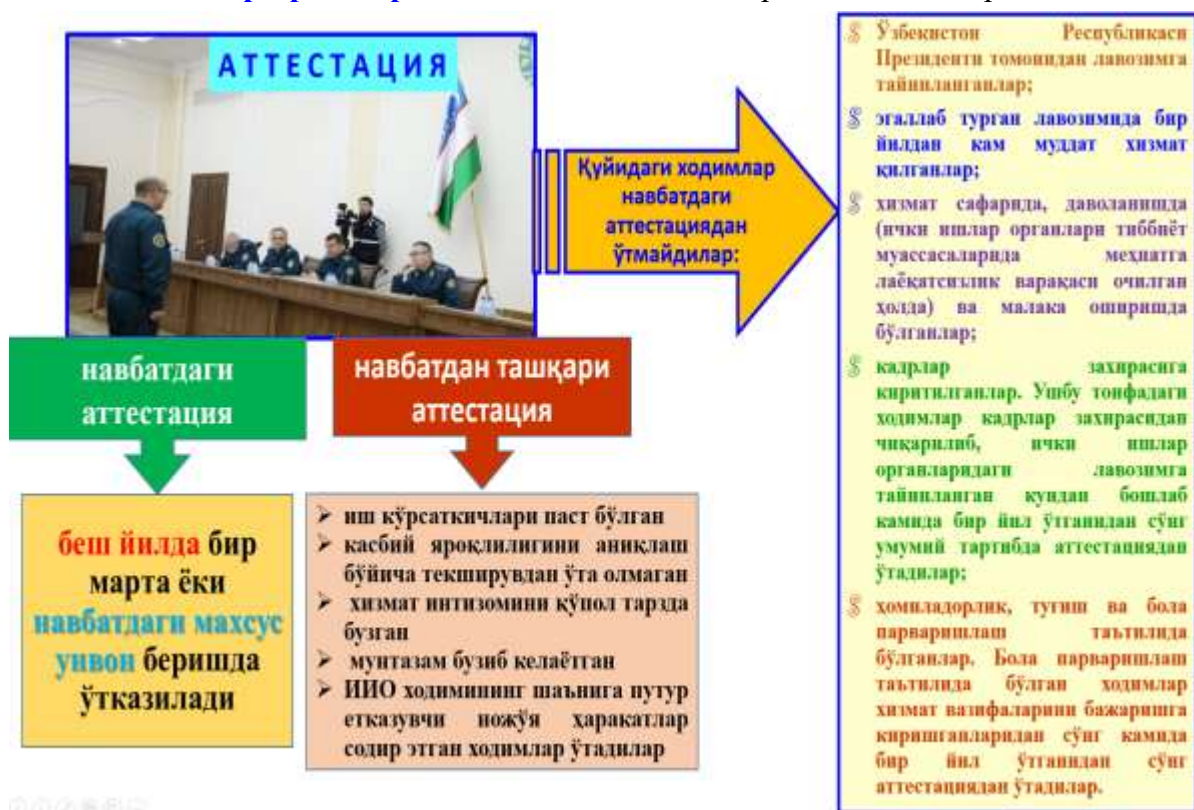 АТТЕСТАЦИЯ
навбатдаги
аттестация
беш йилда бир
марта ёки
навбатдаги махсус
унвон беришда
ўтказилади
навбатдан ташқари
аттестация
➢ иш кўрсаткичлари паст бўлган
➢ касбий яроқлилигини аниқлаш
бўйича текширувдан ўта олмаган
➢ хизмат интизомини қўпол тарзда
бузган
➢ мунтазам бузиб келаётган
➢ ИИО ходимининг шаънига путур
етказувчи ножўя ҳаракатлар
содир этган ходимлар ўтадилар
Қуйидаги ходимлар
навбатдаги
аттестациядан
ўтмайдилар:
§ Ўзбекистон Республикаси
Президенти томонидан лавозимга
тайинланганлар;
§ эгаллаб турган лавозимида бир
йилдан кам муддат хизмат
қилганлар;
§ хизмат сафарида, даволанишда
(ички ишлар органлари тиббиёт
муассасаларида меҳнатга
лаёқатсизлик варақаси очилган
ҳолда) ва малака оширишда
бўлганлар;
§ кадрлар захирасига
киритилганлар. Ушбу тоифадаги
ходимлар кадрлар захирасидан
чиқарилиб, ички ишлар
органларидаги лавозимга
тайинланган кундан бошлаб
камида бир йил ўтганидан сўнг
умумий тартибда аттестациядан
ўтадилар;
§ ҳомиладорлик, туғиш ва бола
парваришлаш таътилида
бўлганлар. Бола парваришлаш
таътилида бўлган ходимлар
хизмат вазифаларини бажаришга
киришганларидан сўнг камида
бир йил ўтганидан сўнг
аттестациядан ўтадилар.